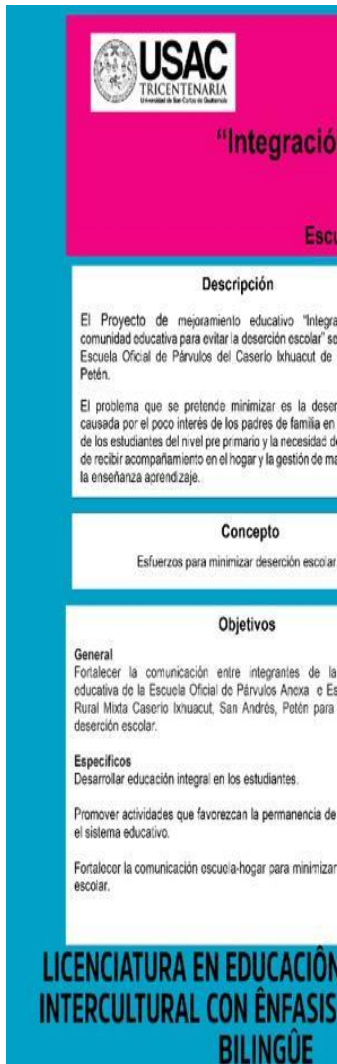 USAC
TRICENTENARIA
Universidad de San Carlos de Guatemala
“Integració
Escu
Descripción
El Proyecto de mejoramiento educativo “Integra
comunidad educativa para evitar la deserción escolar” se
Escuela Oficial de Párvulos del Caserío Ixhuacut de
Petén.
El problema que se pretende minimizar es la deser
causada por el poco interés de los padres de familia en
de los estudiantes del nivel pre primario y la necesidad de
de recibir acompañamiento en el hogar y la gestión de ma
la enseñanza aprendizaje.
Concepto
Esfuerzos para minimizar deserción escolar
Objetivos
General
Fortalecer la comunicación entre integrantes de la
educativa de la Escuela Oficial de Párvulos Anexa e Es
Rural Mixta Caserío Ixhuacut, San Andrés, Petén para
deserción escolar.
Específicos
Desarrollar educación integral en los estudiantes.
Promover actividades que favorezcan la permanencia de
el sistema educativo.
Fortalecer la comunicación escuela-hogar para minimizar
escolar.
LICENCIATURA EN EDUCACIÔN
INTERCULTURAL CON ÊNFASIS
BILINGÛE